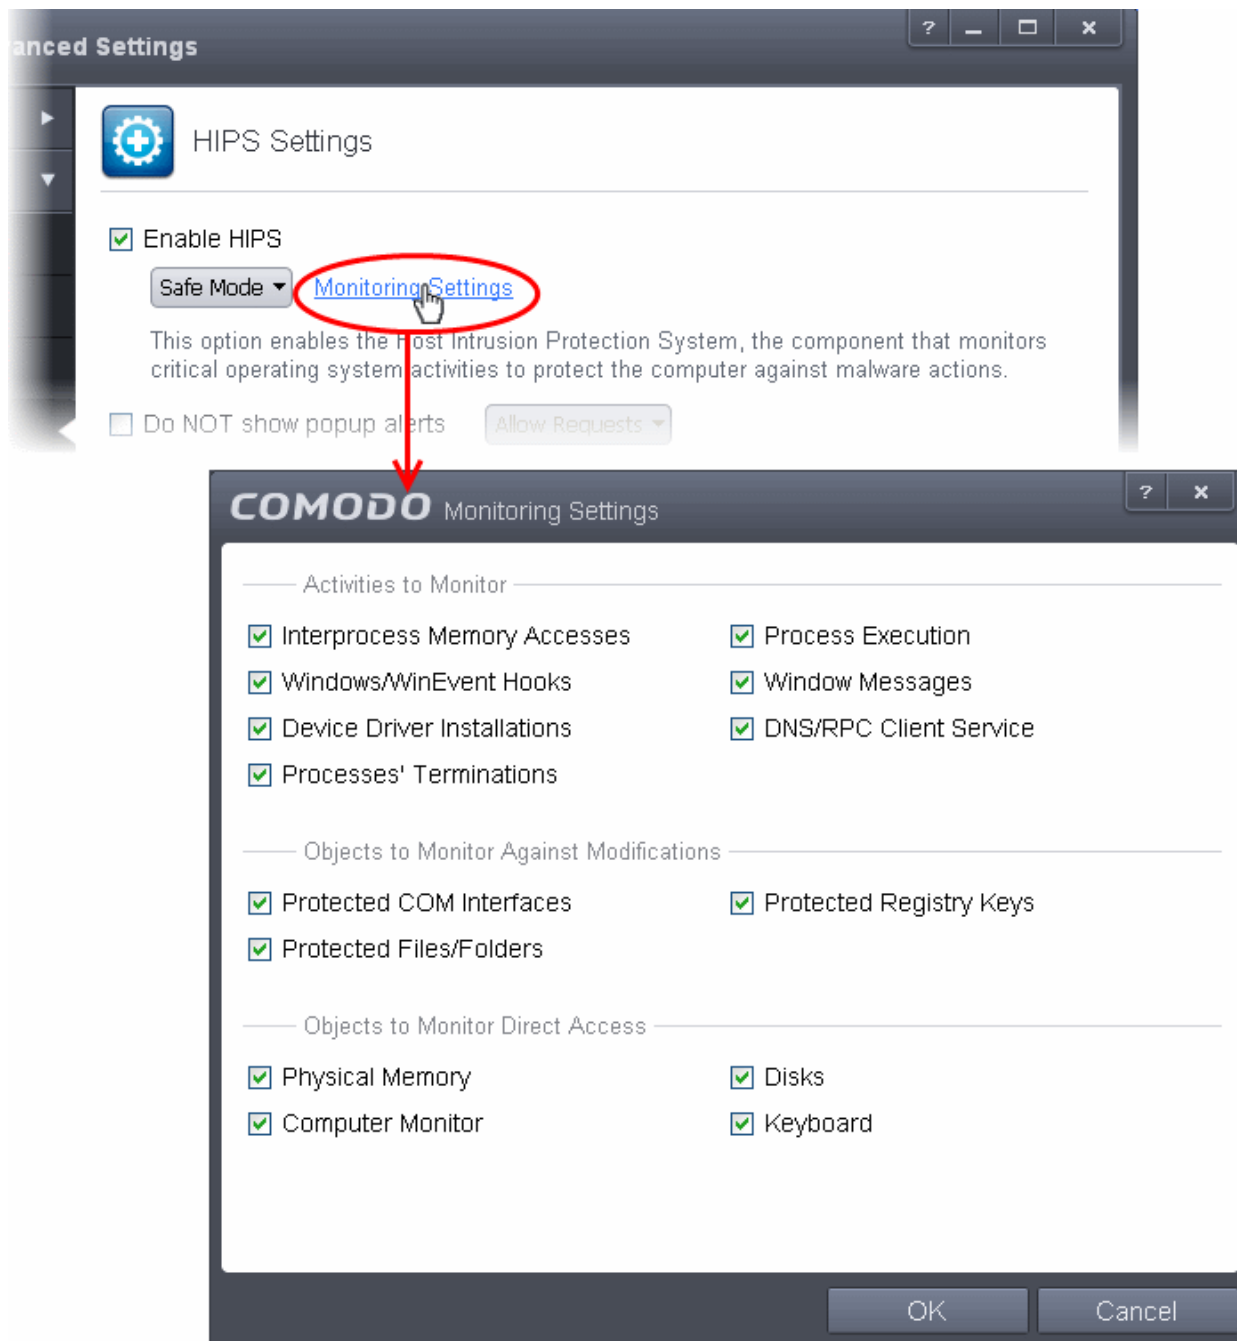 anced Settings
?
HIPS Settings
Enable HIPS
Safe Mode Monitoring Settings
This option enables the Host Intrusion Protection System, the component that monitors
critical operating system activities to protect the computer against malware actions.
Do NOT show popup alerts Allow Requests
COMODO Monitoring Settings ?
Activities to Monitor
Interprocess Memory Accesses Process Execution
Windows/WinEvent Hooks Window Messages
Device Driver Installations DNS/RPC Client Service
Processes' Terminations
Objects to Monitor Against Modifications
Protected COM Interfaces Protected Registry Keys
Protected Files/Folders
Objects to Monitor Direct Access
Physical Memory Disks
Computer Monitor Keyboard
OK Cancel